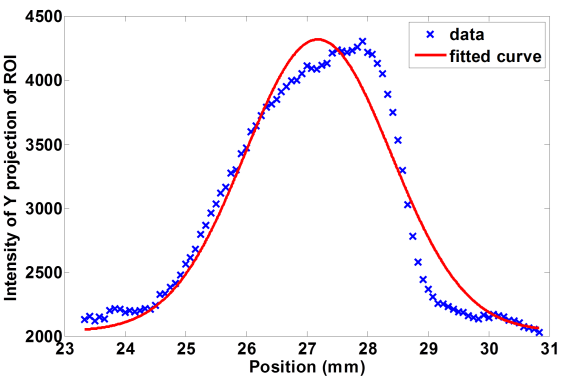 4500
4000
3500
3000
2500
2000
23 24 25 26 27 28 29 30 31
Intensity of Y projection of ROI
Position (mm)
data
fitted curve